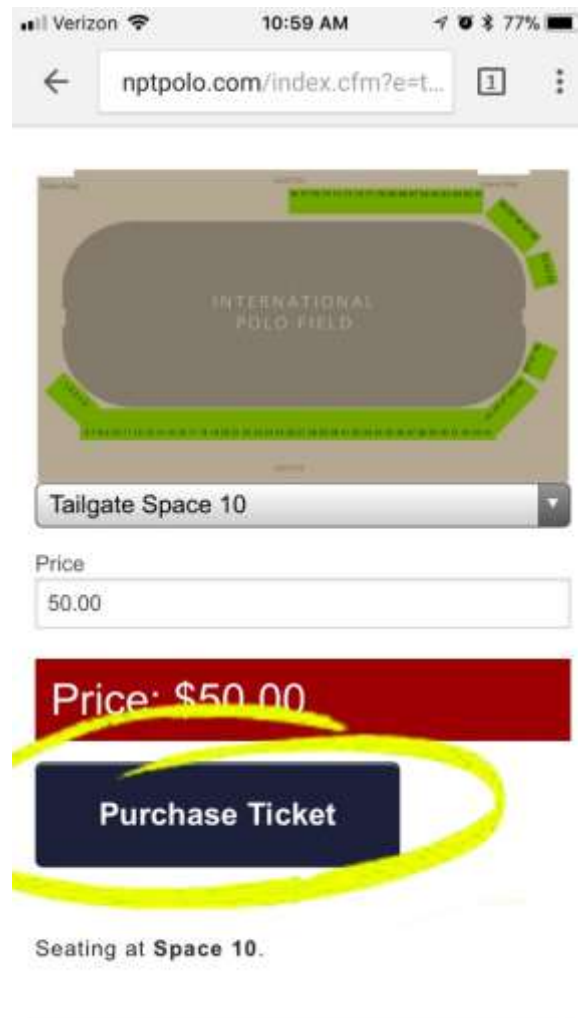 Verizon 10:59 AM 77%
nptpolo.com/index.cfm?e=t... 1
INTERNATIONAL
POLO FIELD
Tailgate Space 10
Price
50.00
Price: $50.00
Purchase Ticket
Seating at Space 10.